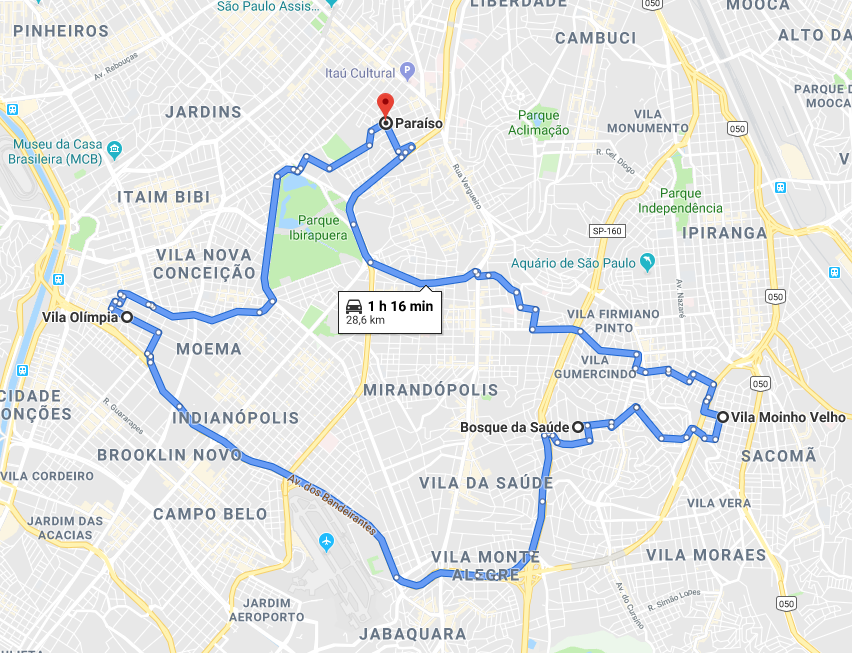 São Paulo Assis...
LIBERDADE
050
MOOCA
PINHEIROS
CAMBUCI
ALTO DA
Av. Rebouças
Itaú Cultural
P
PARQUE D
MOOCA
JARDINS
Paraíso
Parque
Aclimação
VILA
MONUMENTO
050
Museu da Casa
Brasileira (MCB)
R. Cel. Diogo
V
Rua Vergueiro
ITAIM BIBI
Parque
Independência
Parque
Ibirapuera
SP-160
IPIRANGA
VILA NOVA
CONCEIÇÃO
Aquário de São Paulo
Av. Nazaré
050
1 h 16 min
28,6 km
Vila Olímpia
VILA FIRMIANO
PINTO
MOEMA
VILA
GUMERCINDO
050
MIRANDÓPOLIS
CIDADE
ONÇÕES
R. Guararapes
INDIANÓPOLIS
Bosque da Saúde
Vila Moinho Velho
BROOKLIN NOVO
SACOMÃ
VILA CORDEIRO
VILA DA SAÚDE
Av. dos Bandeirantes
CAMPO BELO
VILA VERA
JARDIM DAS
ACACIAS
VILA MONTE
ALEGRE
VILA MORAES
JARDIM
AEROPORTO
Av. do Cursino
R. Simão Lopes
050
JABAQUARA